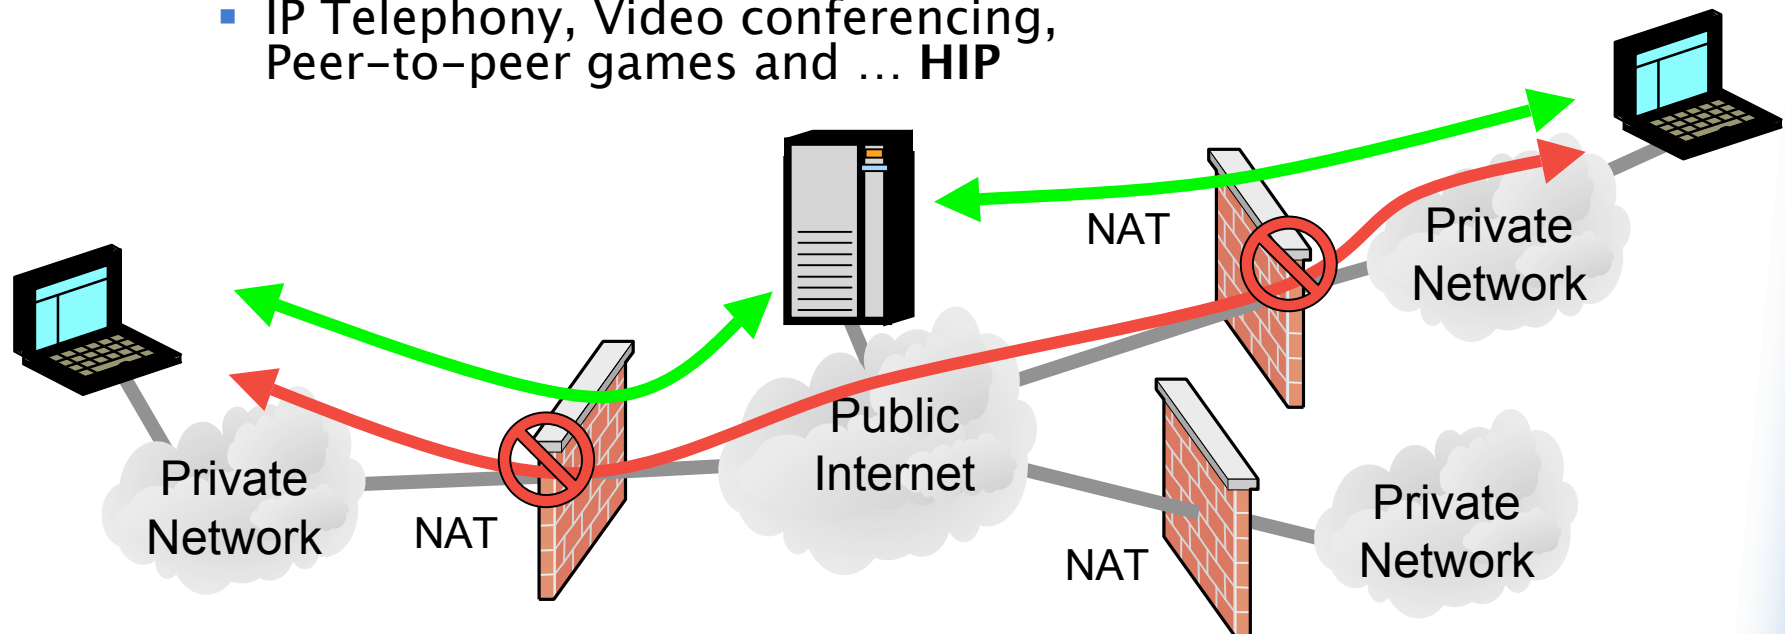 ▪ IP Telephony, Video conferencing,
Peer-to-peer games and … HIP
NAT
Private
Network
Public
Internet
Private
Network
NAT
Private
Network
NAT